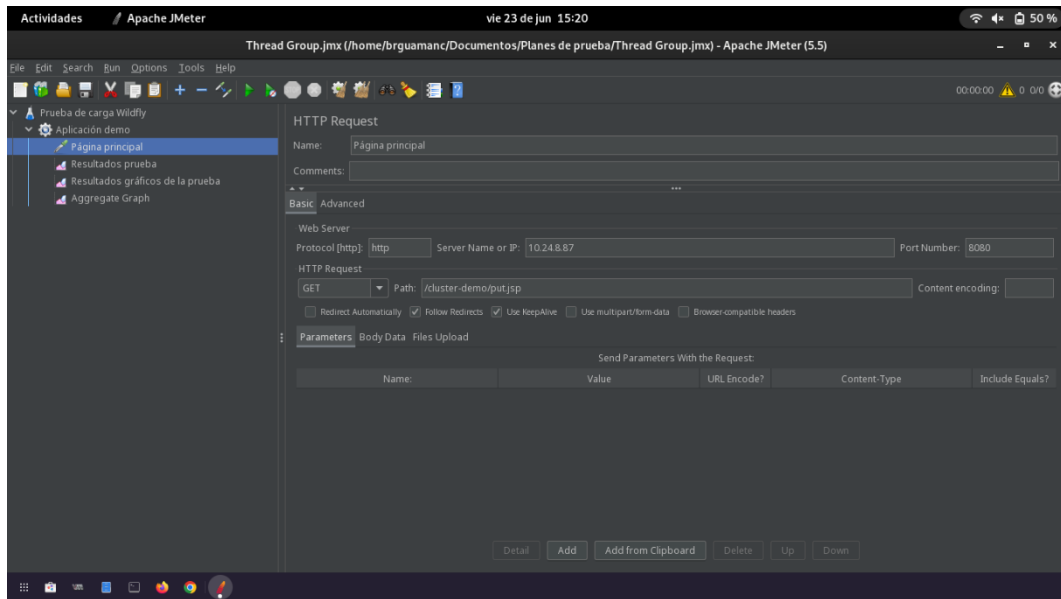 Actividades Apache JMeter vie 23 de jun 15:20 50 %
Thread Group.jmx (/home/brguamanc/Documentos/Planes de prueba/Thread Group.jmx) - Apache JMeter (5.5)
File Edit Search Run Options Tools Help
00:00:00 0 0/0
Prueba de carga Wildfly
Aplicación demo
Página principal
Resultados prueba
Resultados gráficos de la prueba
Aggregate Graph
HTTP Request
Name: Página principal
Comments:
Basic Advanced
Web Server
Protocol [http]: http Server Name or IP: 10.24.8.87 Port Number: 8080
HTTP Request
GET Path: /cluster-demo/put.jsp Content encoding:
Redirect Automatically Follow Redirects Use KeepAlive Use multipart/form-data Browser-compatible headers
Parameters Body Data Files Upload
Send Parameters With the Request:
Name: Value URL Encode? Content-Type Include Equals?
Detail Add Add from Clipboard Delete Up Down